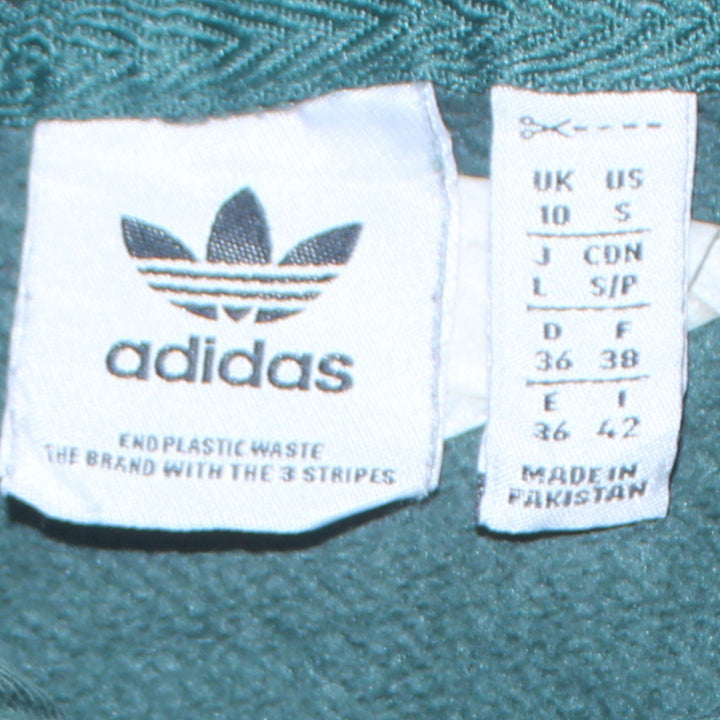 adidas
END PLASTIC WASTE
THE BRAND WITH THE 3 STRIPES
UK US
10 S
J CDN
L S/P
D F
36 38
E I
36 42
MADE IN
PAKISTAN